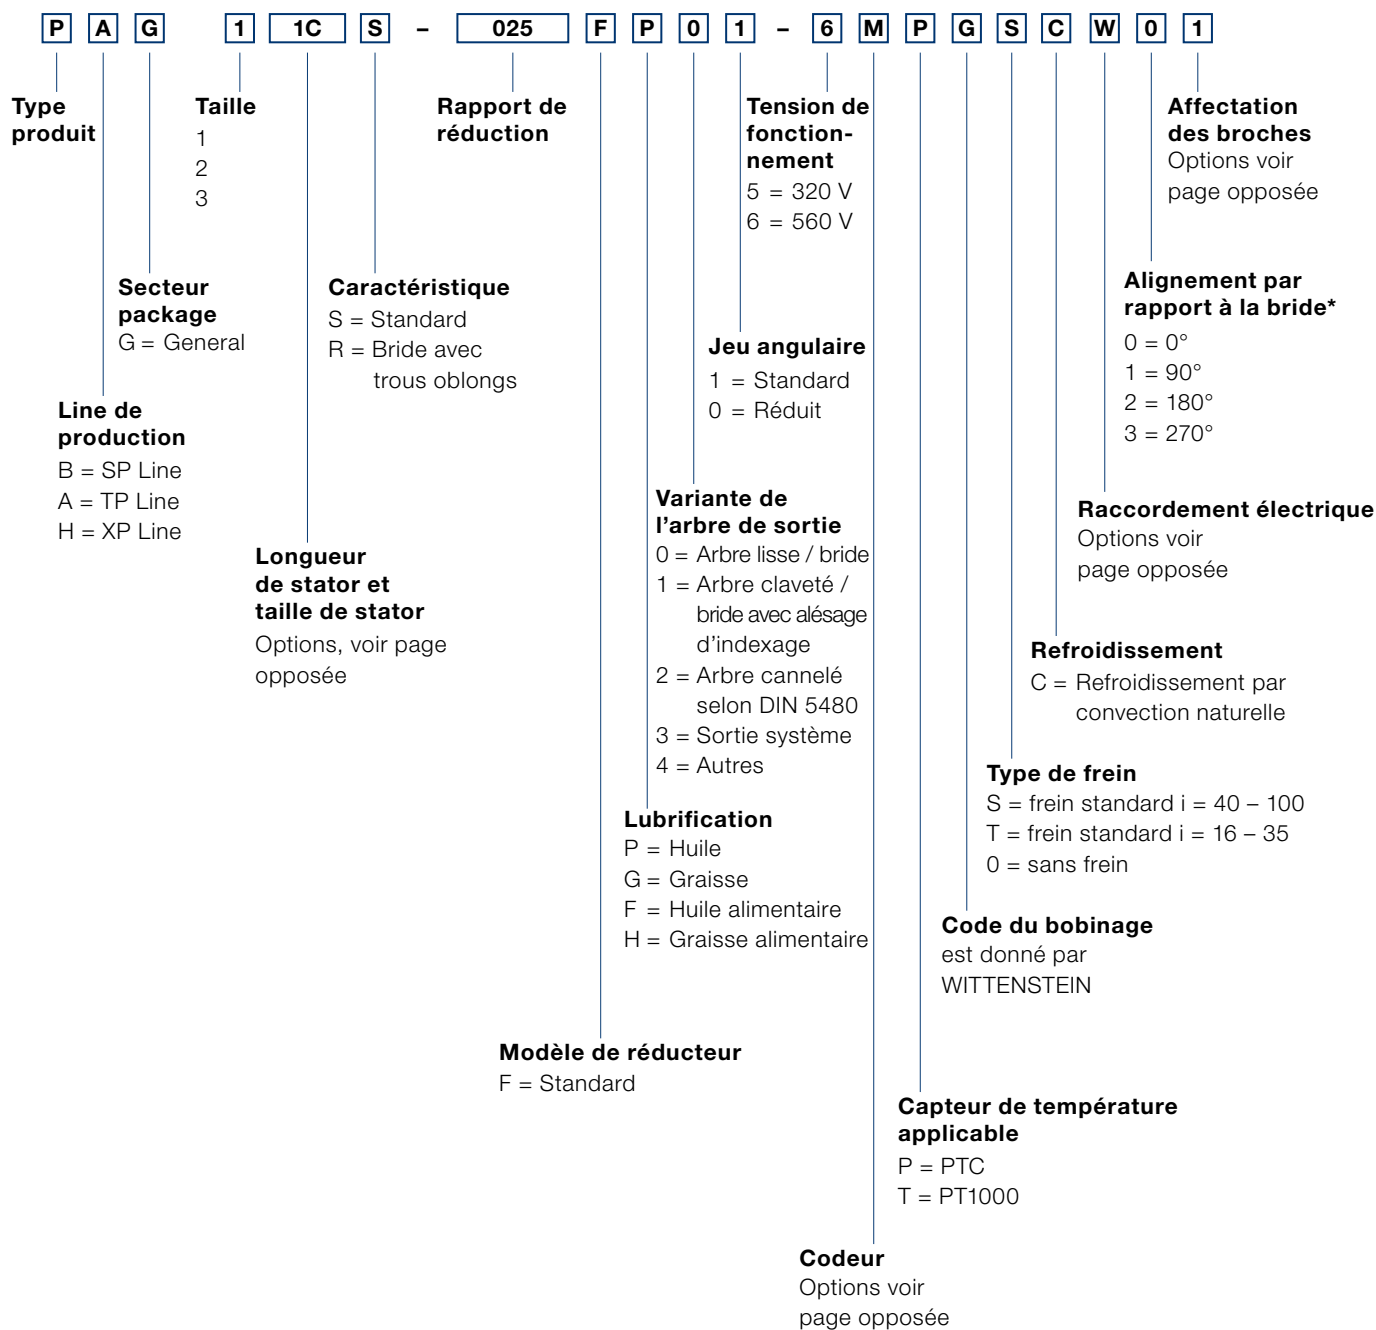 P A G 1 1C S – 025 F P 0 1 – 6 M P G S C W 0 1
Type
produit
Taille
1
2
3
Rapport de
réduction
Tension de
fonction-
nement
5 = 320 V
6 = 560 V
Affectation
des broches
Options voir
page opposée
Secteur
package
G = General
Caractéristique
S = Standard
R = Bride avec
trous oblongs
Jeu angulaire
1 = Standard
0 = Réduit
Alignement par
rapport à la bride*
0 = 0°
1 = 90°
2 = 180°
3 = 270°
Line de
production
B = SP Line
A = TP Line
H = XP Line
Longueur
de stator et
taille de stator
Options, voir page
opposée
Variante de
l’arbre de sortie
0 = Arbre lisse / bride
1 = Arbre claveté /
bride avec alésage
d’indexage
2 = Arbre cannelé
selon DIN 5480
3 = Sortie système
4 = Autres
Raccordement électrique
Options voir
page opposée
Refroidissement
C = Refroidissement par
convection naturelle
Type de frein
S = frein standard i = 40 – 100
T = frein standard i = 16 – 35
0 = sans frein
Lubrification
P = Huile
G = Graisse
F = Huile alimentaire
H = Graisse alimentaire
Code du bobinage
est donné par
WITTENSTEIN
Modèle de réducteur
F = Standard
Capteur de température
applicable
P = PTC
T = PT1000
Codeur
Options voir
page opposée